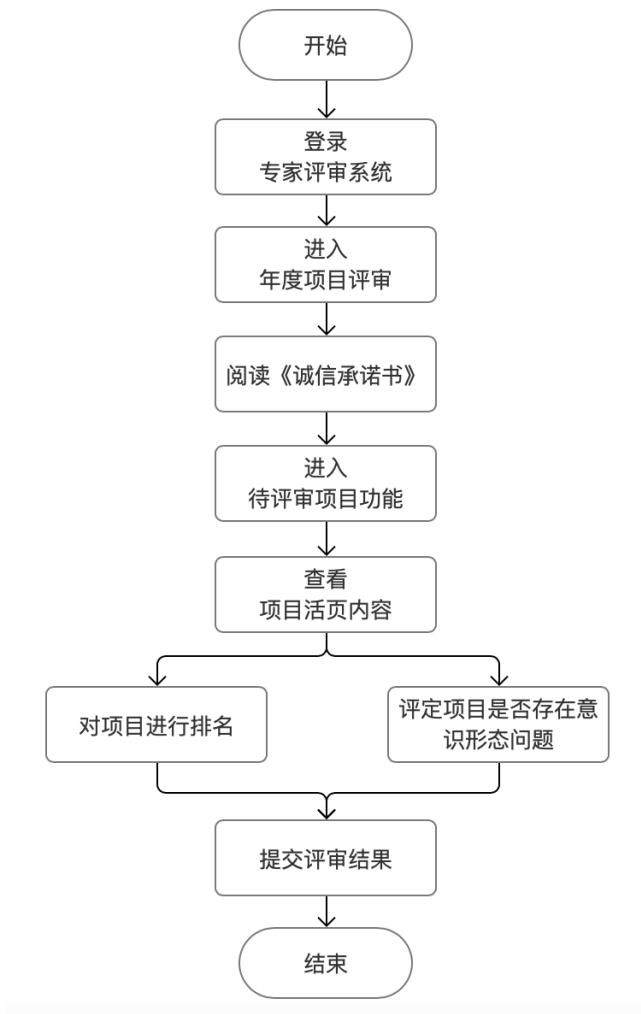 开始
登录
专家评审系统
进入
年度项目评审
阅读《诚信承诺书》
进入
待评审项目功能
查看
项目活页内容
对项目进行排名
评定项目是否存在意
识形态问题
提交评审结果
结束